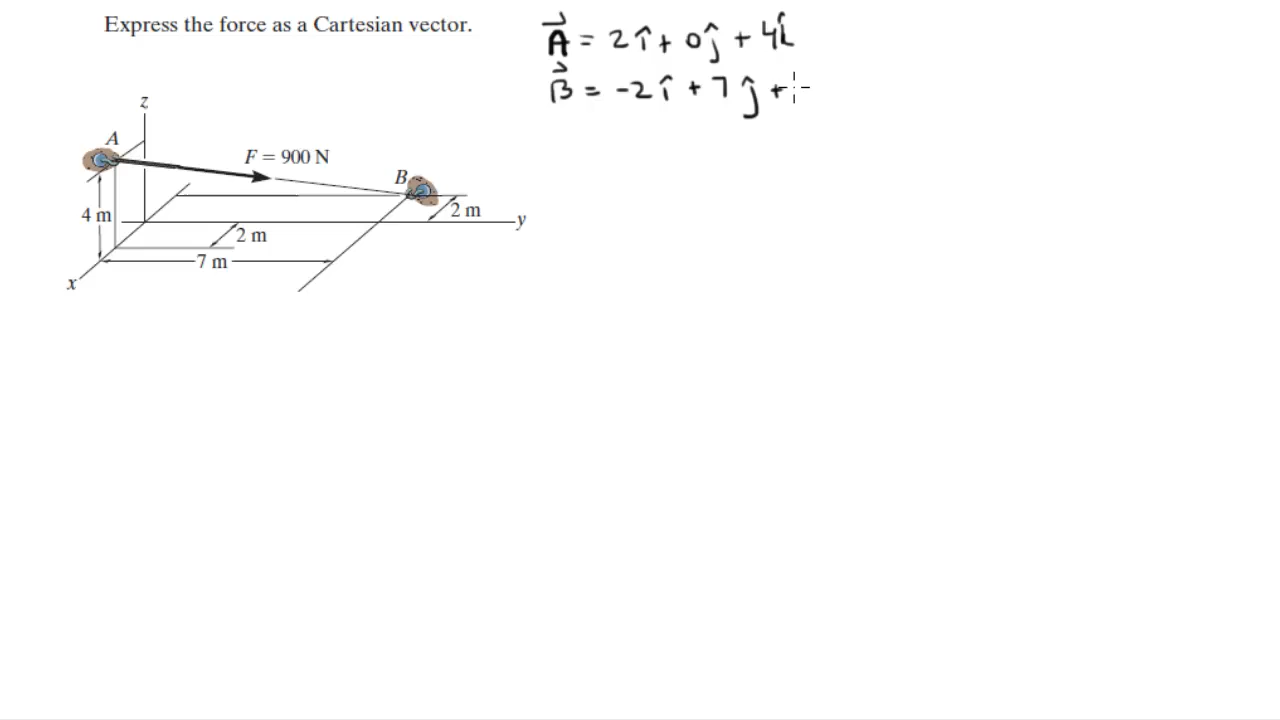 Express the force as a Cartesian vector.
A⃗ = 2î + 0ĵ + 4k̂
B⃗ = -2î + 7ĵ +
z
A
F = 900 N
B
4 m
2 m
y
2 m
7 m
x